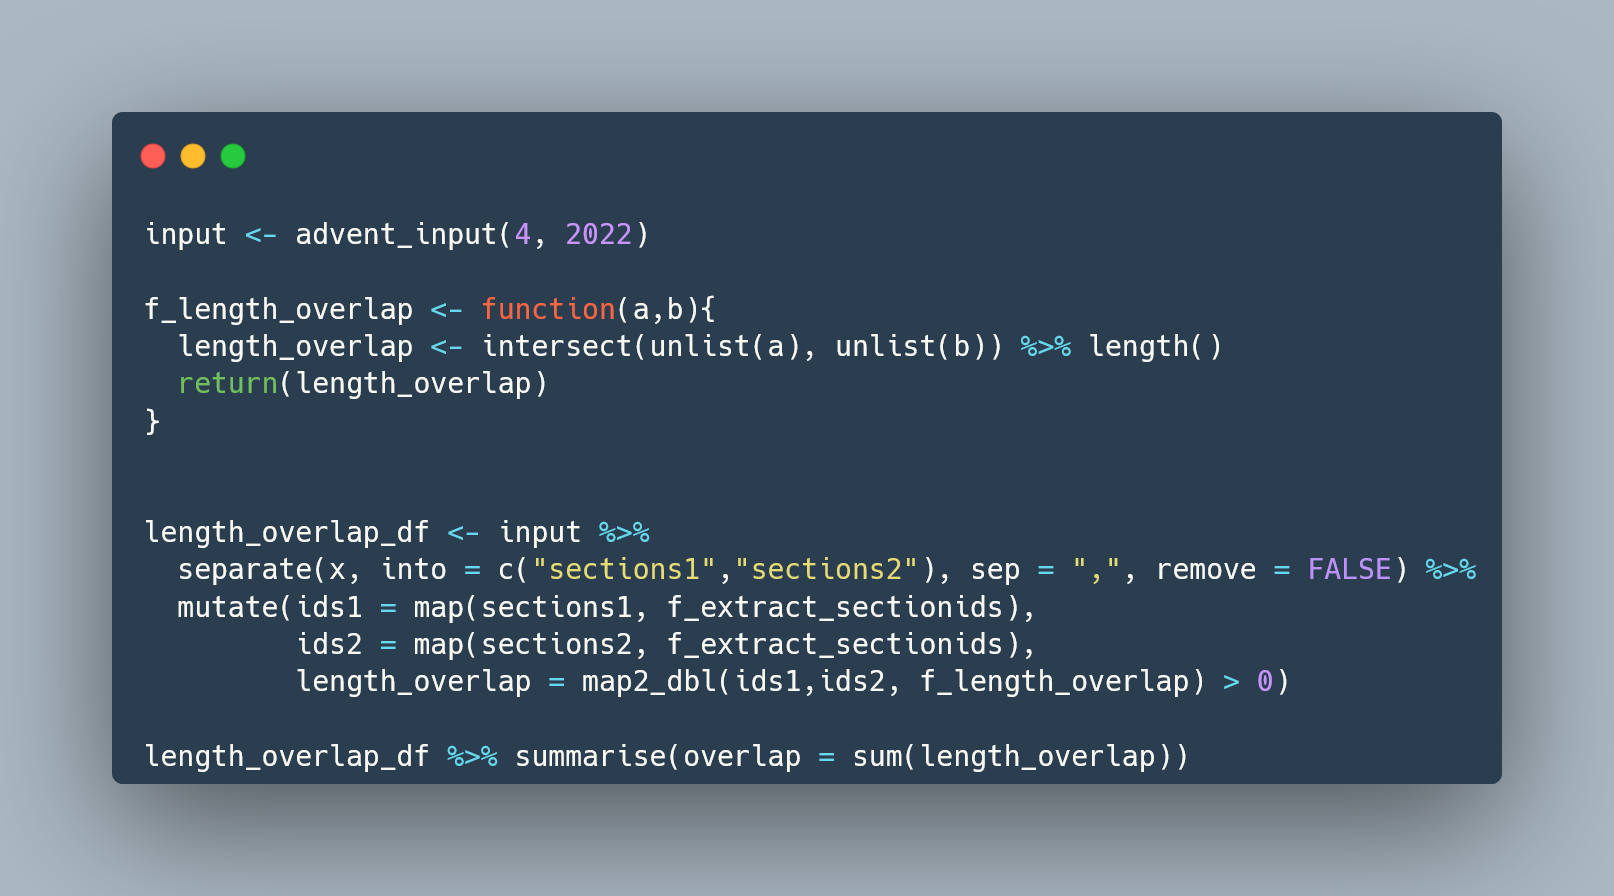 input <- advent_input(4, 2022)
f_length_overlap <- function(a,b){
  length_overlap <- intersect(unlist(a), unlist(b)) %>% length()
  return(length_overlap)
}
length_overlap_df <- input %>%
  separate(x, into = c("sections1","sections2"), sep = ",", remove = FALSE) %>%
  mutate(ids1 = map(sections1, f_extract_sectionids),
         ids2 = map(sections2, f_extract_sectionids),
         length_overlap = map2_dbl(ids1,ids2, f_length_overlap) > 0)
length_overlap_df %>% summarise(overlap = sum(length_overlap))